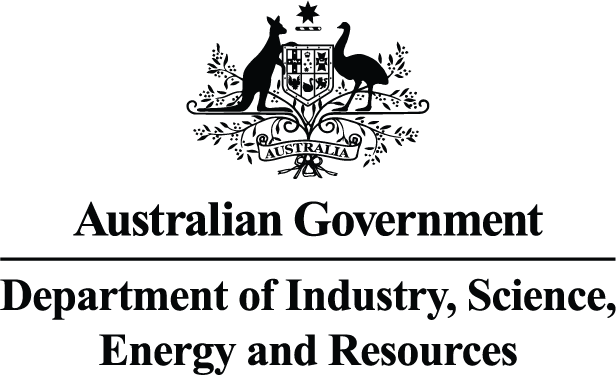 AUSTRALIA
Australian Government
Department of Industry, Science,
Energy and Resources